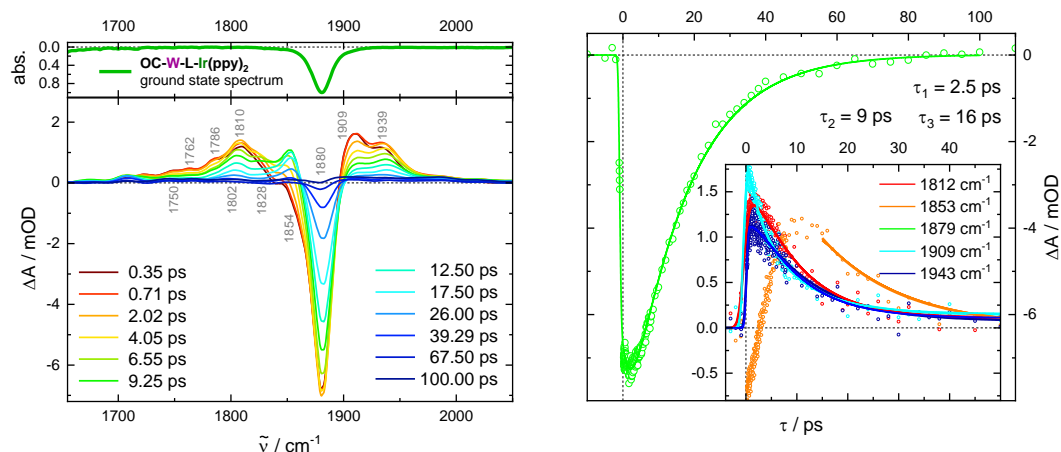 1700 1800 1900 2000
0.0
0.4
0.8
abs.
OC-W-L-Ir(ppy)₂
ground state spectrum
2
0
-2
-4
-6
ΔA / mOD
1750
1762
1786
1810
1802
1828
1854
1880
1909
1939
0.35 ps
0.71 ps
2.02 ps
4.05 ps
6.55 ps
9.25 ps
12.50 ps
17.50 ps
26.00 ps
39.29 ps
67.50 ps
100.00 ps
1700 1800 1900 2000
ν̃ / cm⁻¹
0 20 40 60 80 100
τ₁ = 2.5 ps
τ₂ = 9 ps τ₃ = 16 ps
0
-2
-4
-6
ΔA / mOD
0 10 20 30 40
1.5
1.0
0.5
0.0
-0.5
1812 cm⁻¹
1853 cm⁻¹
1879 cm⁻¹
1909 cm⁻¹
1943 cm⁻¹
0 20 40 60 80 100
τ / ps